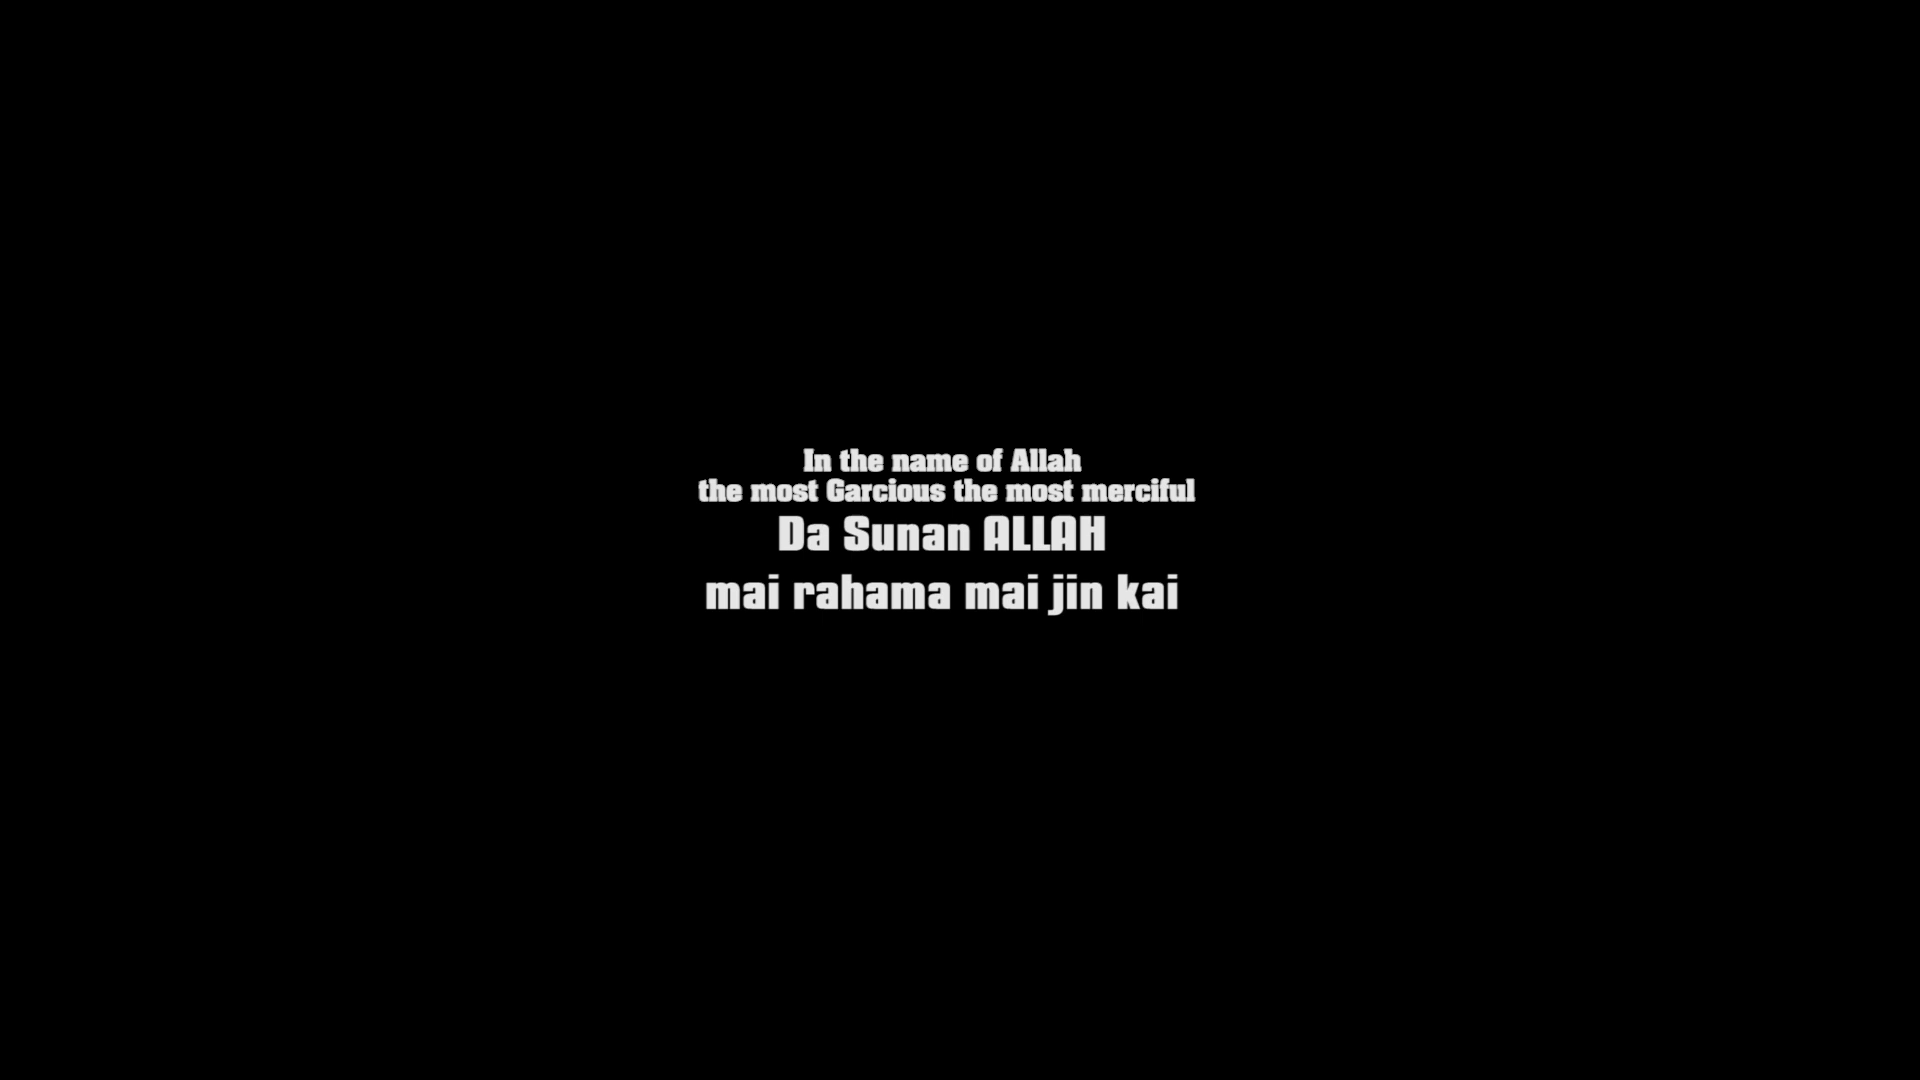 In the name of Allah
the most Garcious the most merciful
Da Sunan ALLAH
mai rahama mai jin kai